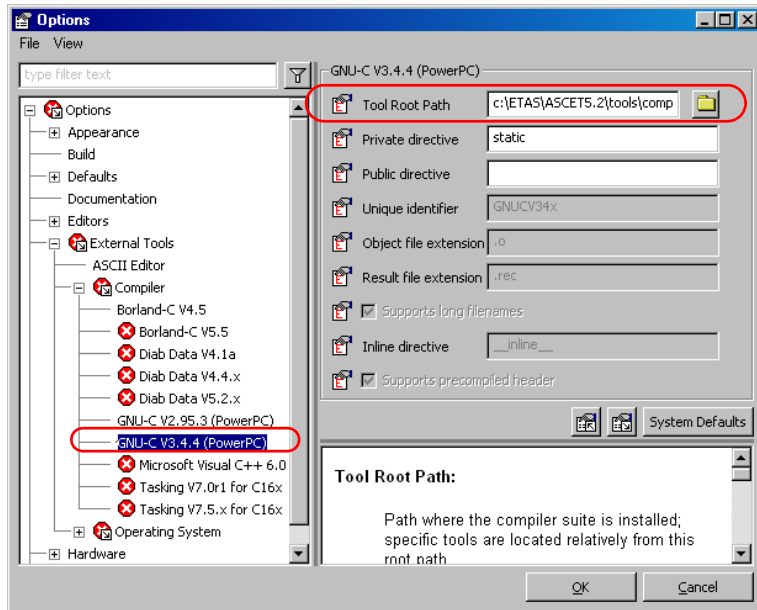 Options
File View
type filter text
Options
Appearance
Build
Defaults
Documentation
Editors
External Tools
ASCII Editor
Compiler
Borland-C V4.5
Borland-C V5.5
Diab Data V4.1a
Diab Data V4.4.x
Diab Data V5.2.x
GNU-C V2.95.3 (PowerPC)
GNU-C V3.4.4 (PowerPC)
Microsoft Visual C++ 6.0
Tasking V7.0r1 for C16x
Tasking V7.5.x for C16x
Operating System
Hardware
GNU-C V3.4.4 (PowerPC)
Tool Root Path c:\ETAS\ASCET5.2\tools\comp
Private directive static
Public directive
Unique identifier GNUCV34x
Object file extension .o
Result file extension .rec
Supports long filenames
Inline directive __inline__
Supports precompiled header
System Defaults
Tool Root Path:
Path where the compiler suite is installed;
specific tools are located relatively from this
root path
OK Cancel